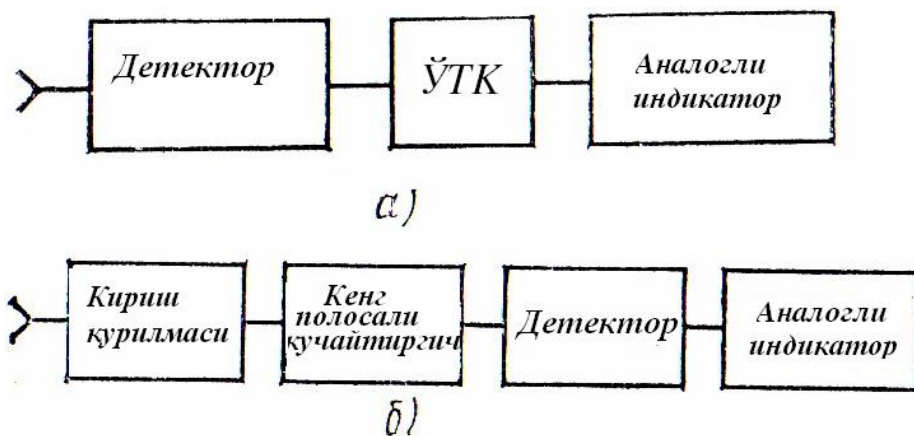 Детектор
ЎТК
Аналогли
индикатор
а)
Кириш
қурилмаси
Кенг
полосали
кучайтиргич
Детектор
Аналогли
индикатор
б)